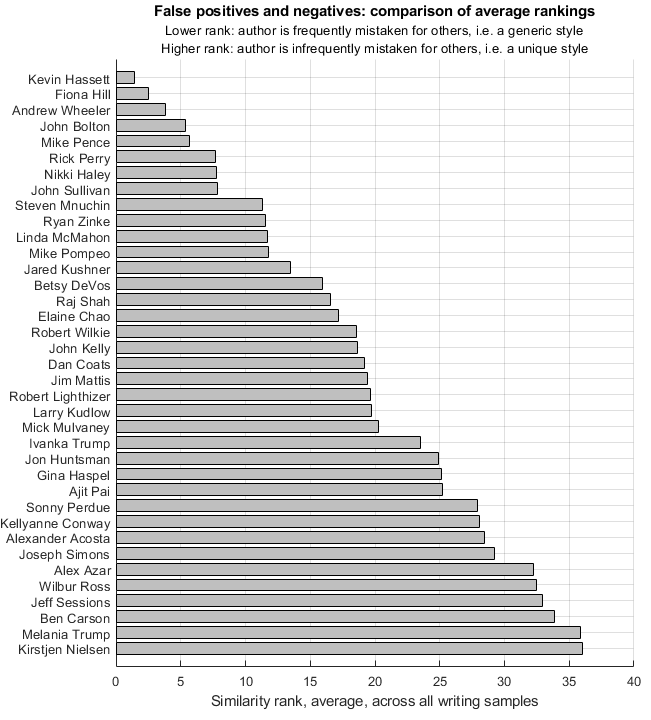 False positives and negatives: comparison of average rankings
Lower rank: author is frequently mistaken for others, i.e. a generic style
Higher rank: author is infrequently mistaken for others, i.e. a unique style
Kevin Hassett
Fiona Hill
Andrew Wheeler
John Bolton
Mike Pence
Rick Perry
Nikki Haley
John Sullivan
Steven Mnuchin
Ryan Zinke
Linda McMahon
Mike Pompeo
Jared Kushner
Betsy DeVos
Raj Shah
Elaine Chao
Robert Wilkie
John Kelly
Dan Coats
Jim Mattis
Robert Lighthizer
Larry Kudlow
Mick Mulvaney
Ivanka Trump
Jon Huntsman
Gina Haspel
Ajit Pai
Sonny Perdue
Kellyanne Conway
Alexander Acosta
Joseph Simons
Alex Azar
Wilbur Ross
Jeff Sessions
Ben Carson
Melania Trump
Kirstjen Nielsen
0 5 10 15 20 25 30 35 40
Similarity rank, average, across all writing samples